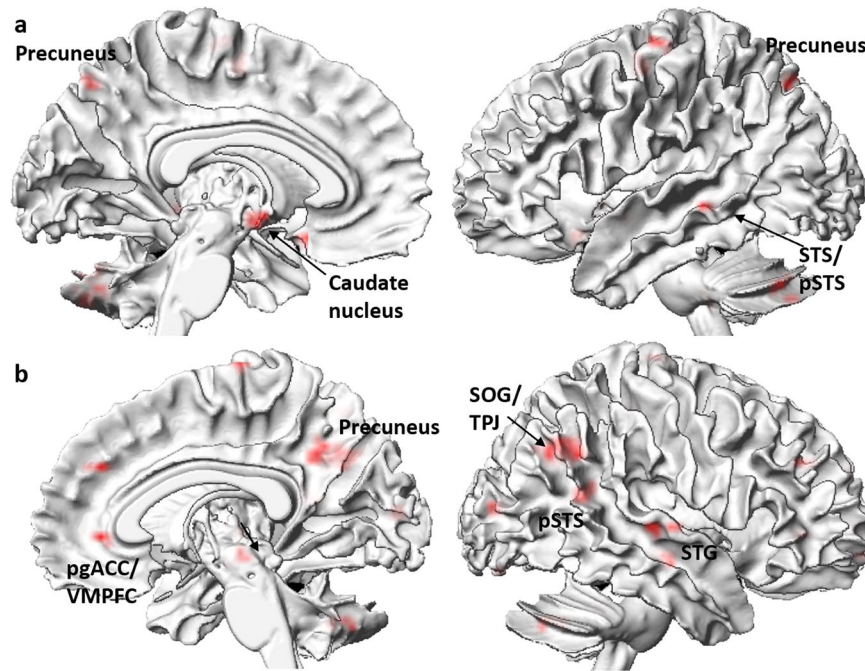 a
Precuneus
Precuneus
Caudate
nucleus
STS/
pSTS
b
SOG/
TPJ
Precuneus
pSTS
STG
pgACC/
VMPFC